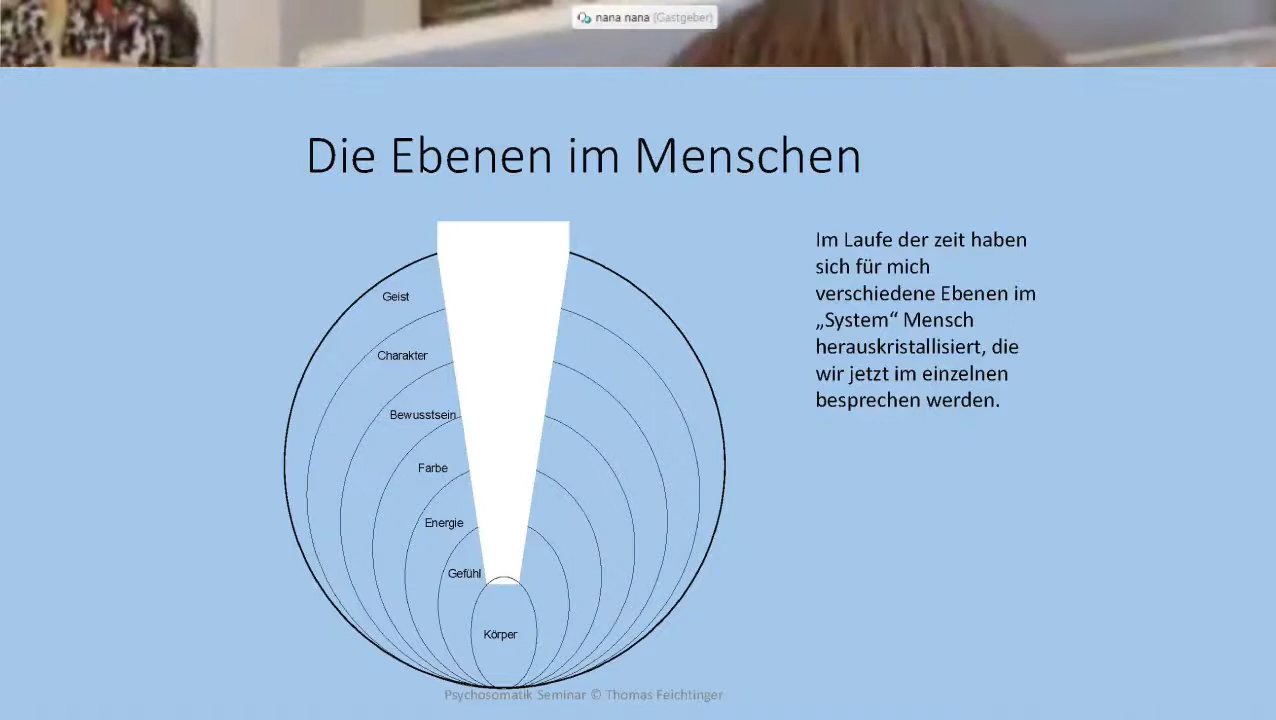 nana nana (Gastgeber)
Die Ebenen im Menschen
Im Laufe der zeit haben
sich für mich
verschiedene Ebenen im
„System“ Mensch
herauskristallisiert, die
wir jetzt im einzelnen
besprechen werden.
Geist
Charakter
Bewusstsein
Farbe
Energie
Gefühl
Körper
Psychosomatik Seminar © Thomas Feichtinger